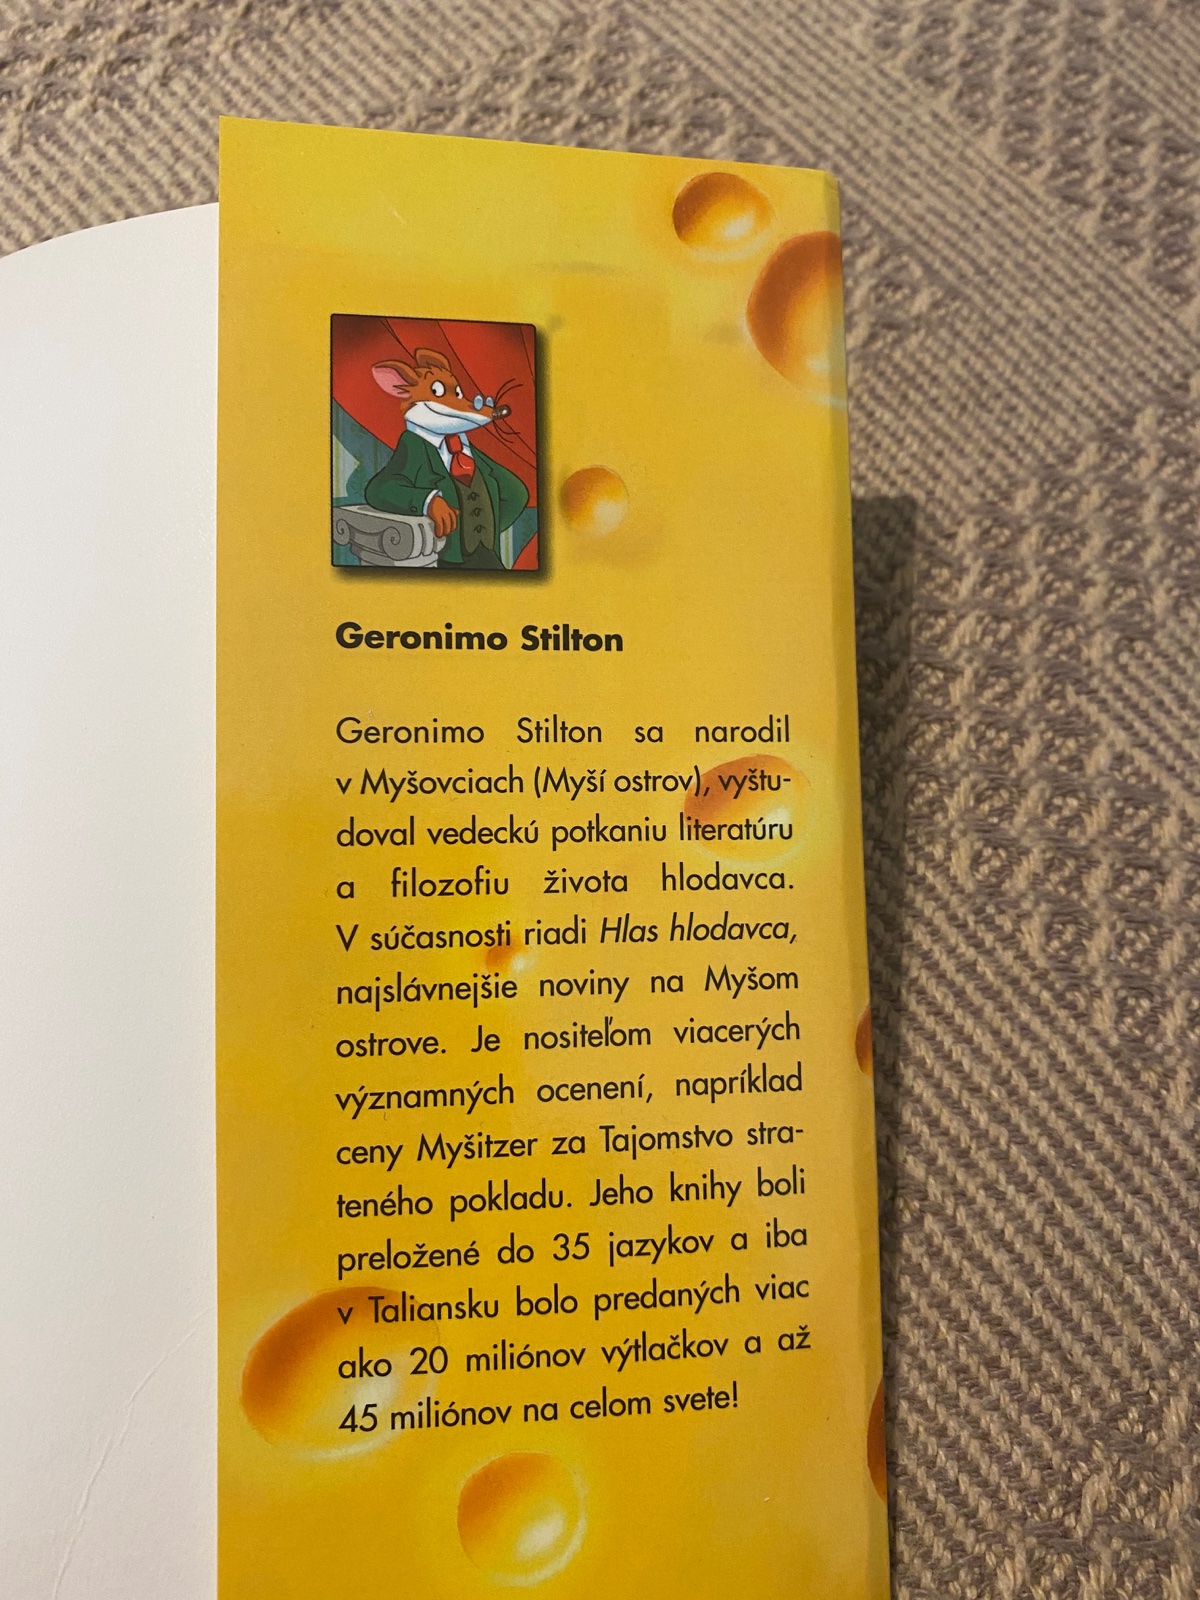 Geronimo Stilton
Geronimo Stilton sa narodil
v Myšovciach (Myší ostrov), vyštu-
doval vedeckú potkaniu literatúru
a filozofiu života hlodavca.
V súčasnosti riadi Hlas hlodavca,
najslávnejšie noviny na Myšom
ostrove. Je nositeľom viacerých
významných ocenení, napríklad
ceny Myšitzer za Tajomstvo stra-
teného pokladu. Jeho knihy boli
preložené do 35 jazykov a iba
v Taliansku bolo predaných viac
ako 20 miliónov výtlačkov a až
45 miliónov na celom svete!